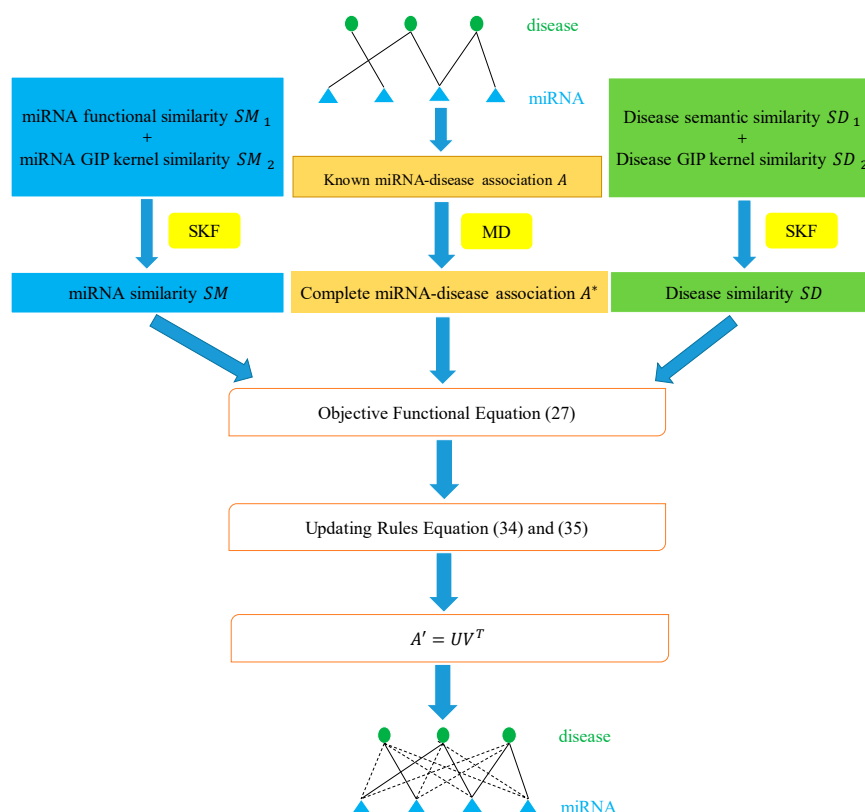 disease
miRNA
miRNA functional similarity SM₁
+
miRNA GIP kernel similarity SM₂
Known miRNA-disease association A
Disease semantic similarity SD₁
+
Disease GIP kernel similarity SD₂
SKF
MD
SKF
miRNA similarity SM
Complete miRNA-disease association A*
Disease similarity SD
Objective Functional Equation (27)
Updating Rules Equation (34) and (35)
A′ = UVᵀ
disease
miRNA